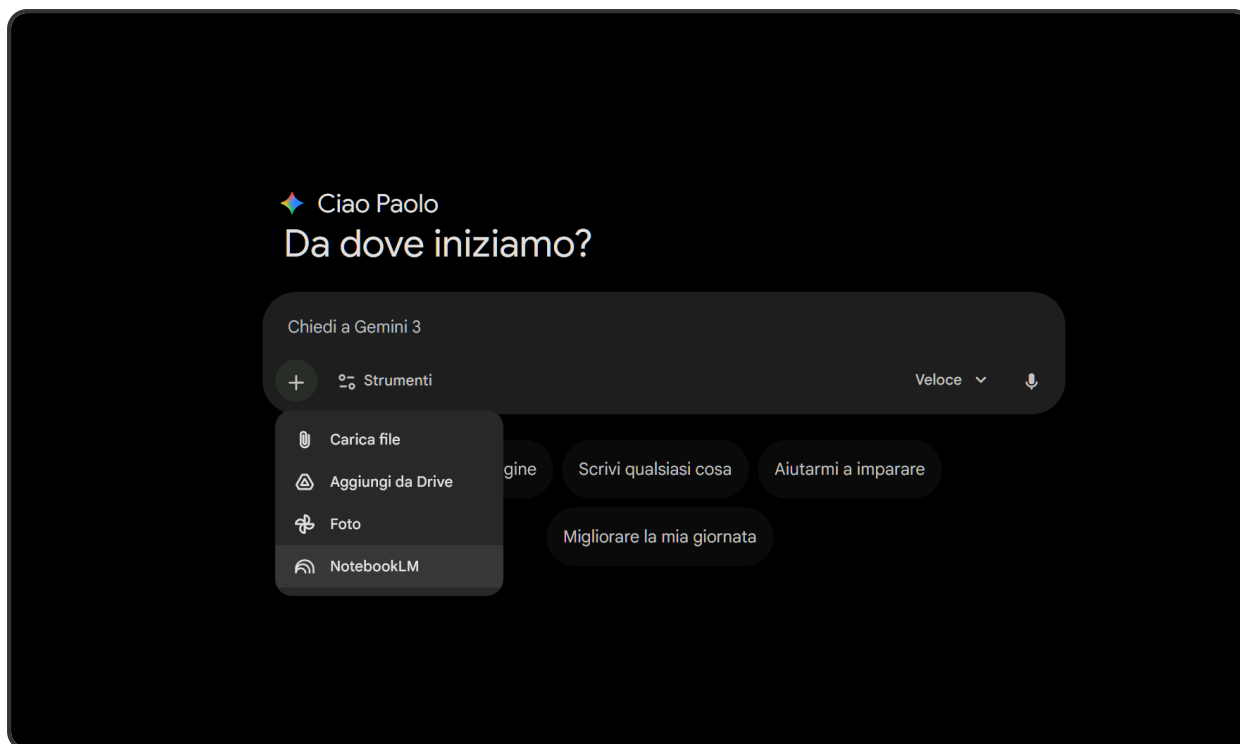 Ciao Paolo
Da dove iniziamo?
Chiedi a Gemini 3
Strumenti
Veloce
Carica file
Aggiungi da Drive
Foto
NotebookLM
gine
Scrivi qualsiasi cosa
Aiutarmi a imparare
Migliorare la mia giornata